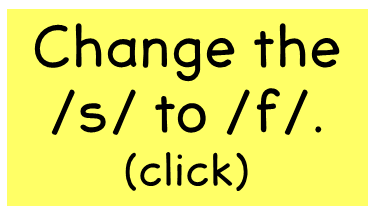 Change the
/s/ to /f/.
(click)